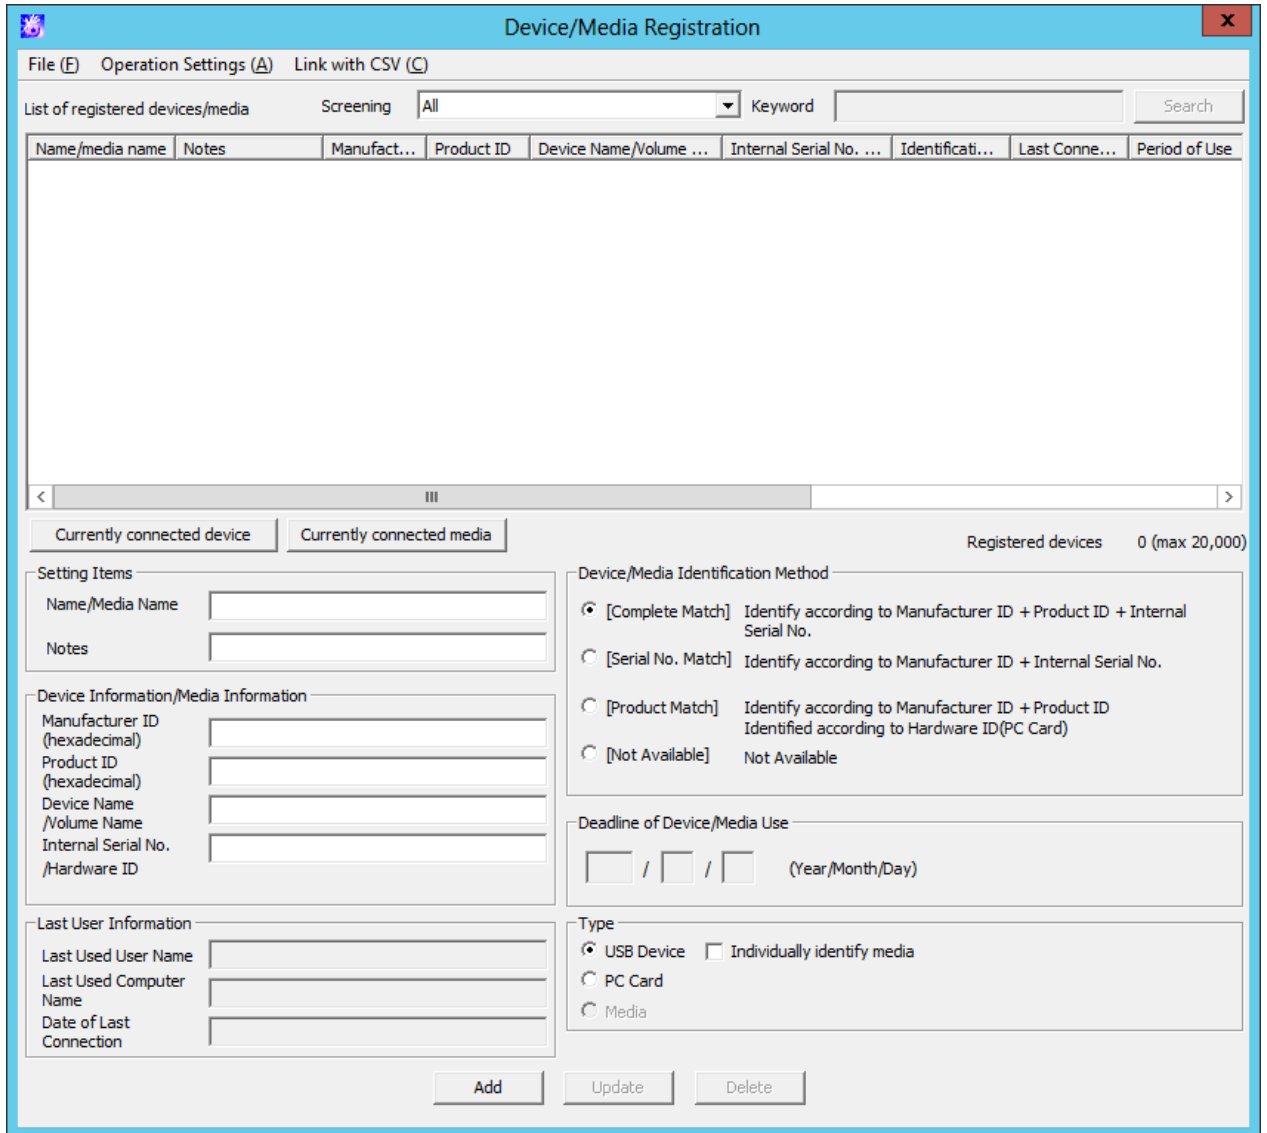 Device/Media Registration
x
File (F) Operation Settings (A) Link with CSV (C)
List of registered devices/media Screening All Keyword Search
Name/media name Notes Manufact... Product ID Device Name/Volume ... Internal Serial No. ... Identificati... Last Conne... Period of Use
Currently connected device Currently connected media
Registered devices 0 (max 20,000)
Setting Items
Name/Media Name
Notes
Device Information/Media Information
Manufacturer ID
(hexadecimal)
Product ID
(hexadecimal)
Device Name
/Volume Name
Internal Serial No.
/Hardware ID
Last User Information
Last Used User Name
Last Used Computer
Name
Date of Last
Connection
Device/Media Identification Method
[Complete Match] Identify according to Manufacturer ID + Product ID + Internal
Serial No.
[Serial No. Match] Identify according to Manufacturer ID + Internal Serial No.
[Product Match] Identify according to Manufacturer ID + Product ID
Identified according to Hardware ID(PC Card)
[Not Available] Not Available
Deadline of Device/Media Use
/ / (Year/Month/Day)
Type
USB Device Individually identify media
PC Card
Media
Add Update Delete